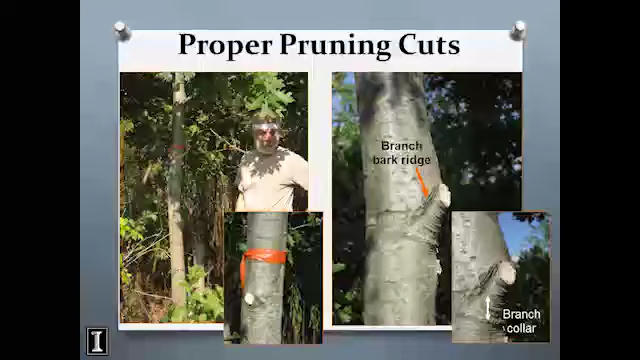 Proper Pruning Cuts
Branch
bark ridge
Branch
collar
I